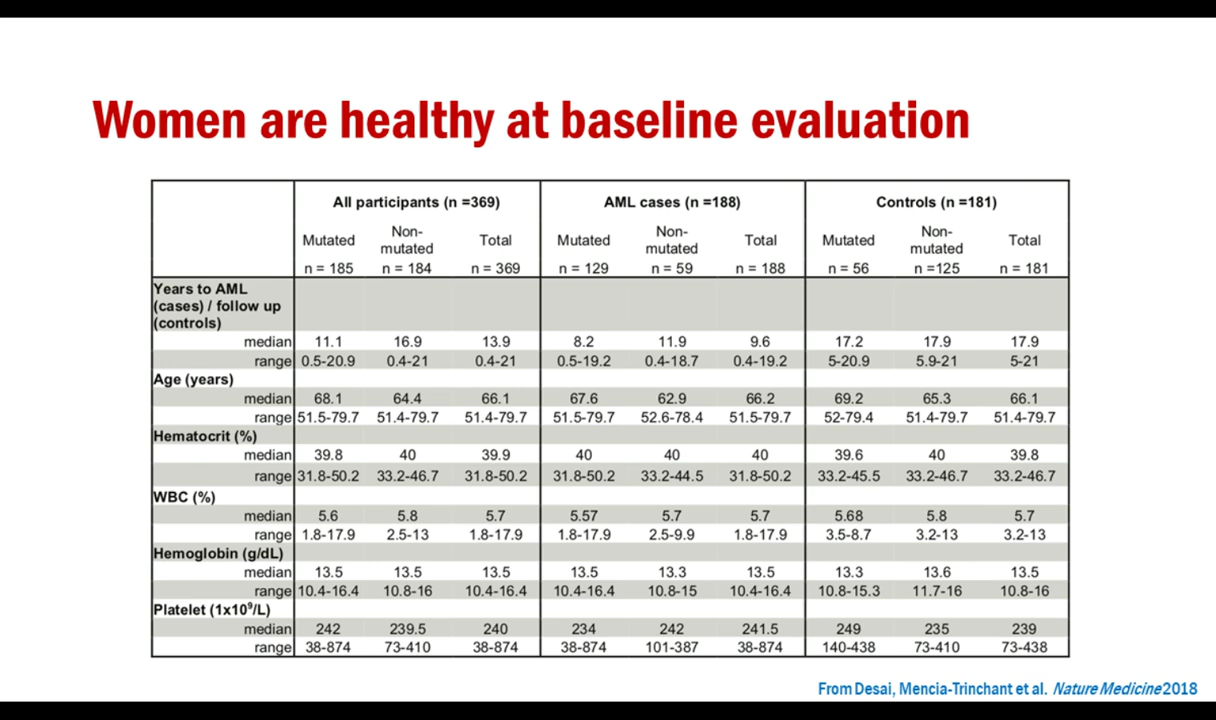 Women are healthy at baseline evaluation
All participants (n =369) AML cases (n =188) Controls (n =181)
Mutated Non-mutated Total Mutated Non-mutated Total Mutated Non-mutated Total
n = 185 n = 184 n = 369 n = 129 n = 59 n = 188 n = 56 n =125 n = 181
Years to AML
(cases) / follow up
(controls)
median 11.1 16.9 13.9 8.2 11.9 9.6 17.2 17.9 17.9
range 0.5-20.9 0.4-21 0.4-21 0.5-19.2 0.4-18.7 0.4-19.2 5-20.9 5.9-21 5-21
Age (years)
median 68.1 64.4 66.1 67.6 62.9 66.2 69.2 65.3 66.1
range 51.5-79.7 51.4-79.7 51.4-79.7 51.5-79.7 52.6-78.4 51.5-79.7 52-79.4 51.4-79.7 51.4-79.7
Hematocrit (%)
median 39.8 40 39.9 40 40 40 39.6 40 39.8
range 31.8-50.2 33.2-46.7 31.8-50.2 31.8-50.2 33.2-44.5 31.8-50.2 33.2-45.5 33.2-46.7 33.2-46.7
WBC (%)
median 5.6 5.8 5.7 5.57 5.7 5.7 5.68 5.8 5.7
range 1.8-17.9 2.5-13 1.8-17.9 1.8-17.9 2.5-9.9 1.8-17.9 3.5-8.7 3.2-13 3.2-13
Hemoglobin (g/dL)
median 13.5 13.5 13.5 13.5 13.3 13.5 13.3 13.6 13.5
range 10.4-16.4 10.8-16 10.4-16.4 10.4-16.4 10.8-15 10.4-16.4 10.8-15.3 11.7-16 10.8-16
Platelet (1x10⁹/L)
median 242 239.5 240 234 242 241.5 249 235 239
range 38-874 73-410 38-874 38-874 101-387 38-874 140-438 73-410 73-438
From Desai, Mencia-Trinchant et al. Nature Medicine 2018